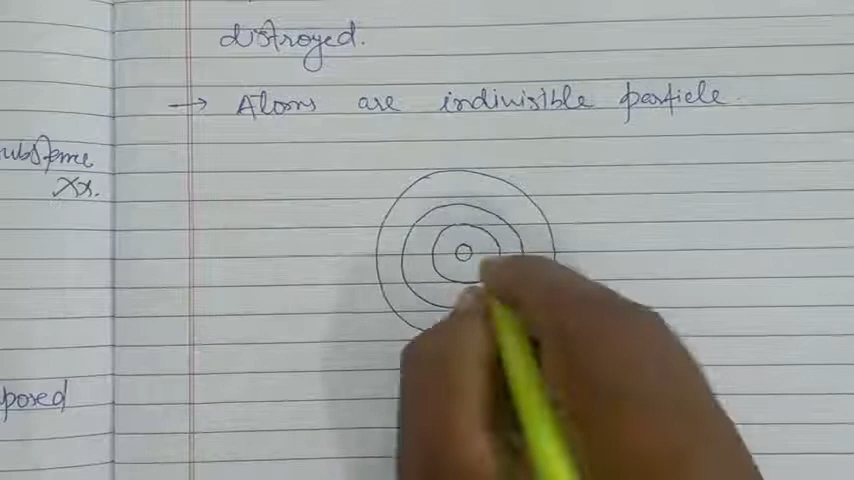 distroyed.
→ Atoms are indivisible particle.
xx.
posed